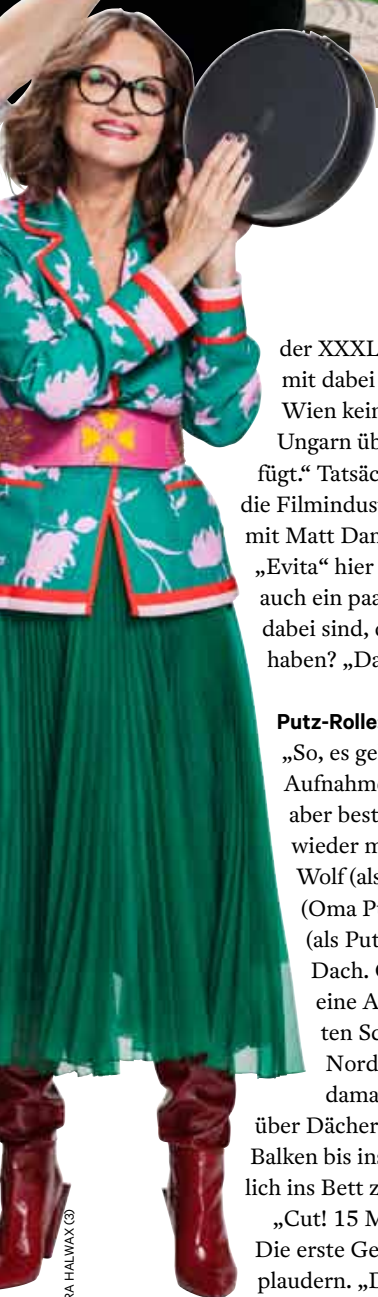 der XXXL
mit dabei
Wien kein
Ungarn üb
fügt.“ Tatsäc
die Filmindus
mit Matt Dam
„Evita“ hier
auch ein paa
dabei sind, 
haben? „Da
Putz-Rolle
„So, es ge
Aufnahme
aber best
wieder m
Wolf (als
(Oma Pu
(als Put
Dach. 
eine A
ten Sc
Nord
dama
über Dächer
Balken bis ins
lich ins Bett z
„Cut! 15 M
Die erste Ge
plaudern. „D
RA HALWAX (3)